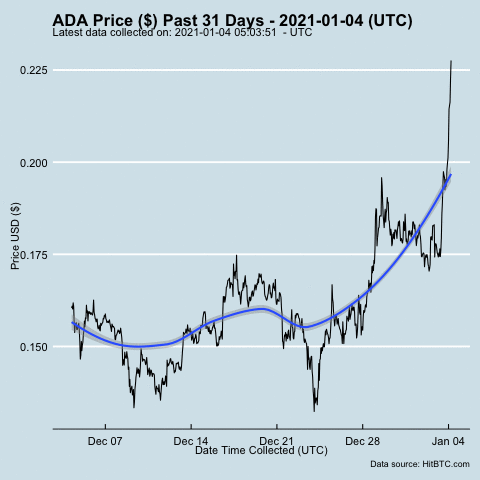 ADA Price ($) Past 31 Days - 2021-01-04 (UTC)
Latest data collected on: 2021-01-04 05:03:51 - UTC
0.225
0.200
0.175
0.150
Price USD ($)
Dec 07 Dec 14 Dec 21 Dec 28 Jan 04
Date Time Collected (UTC)
Data source: HitBTC.com